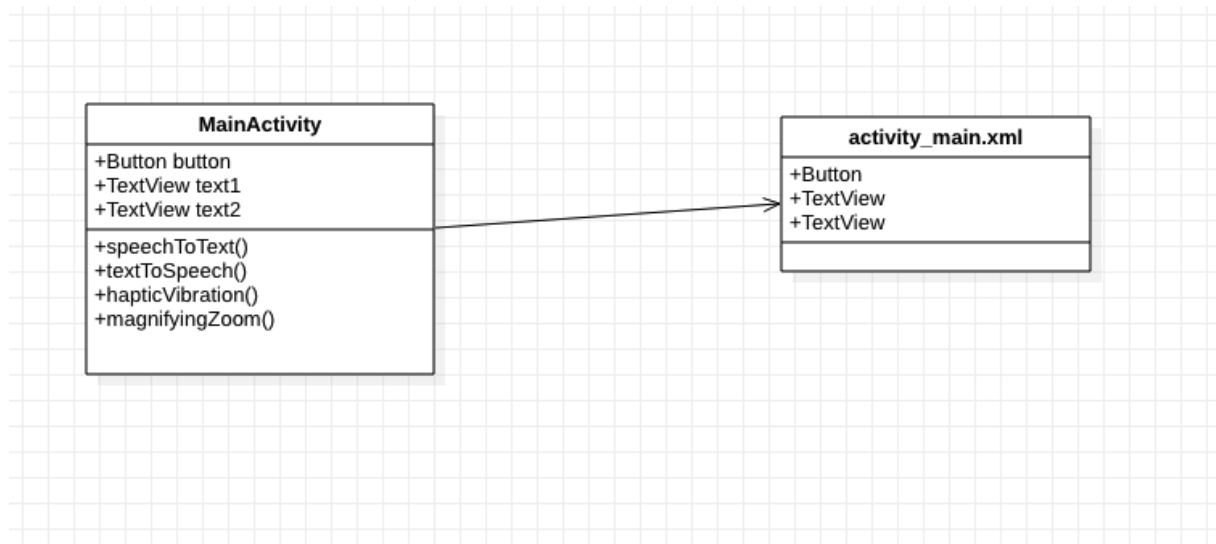 MainActivity
+Button button
+TextView text1
+TextView text2
+speechToText()
+textToSpeech()
+hapticVibration()
+magnifyingZoom()
activity_main.xml
+Button
+TextView
+TextView